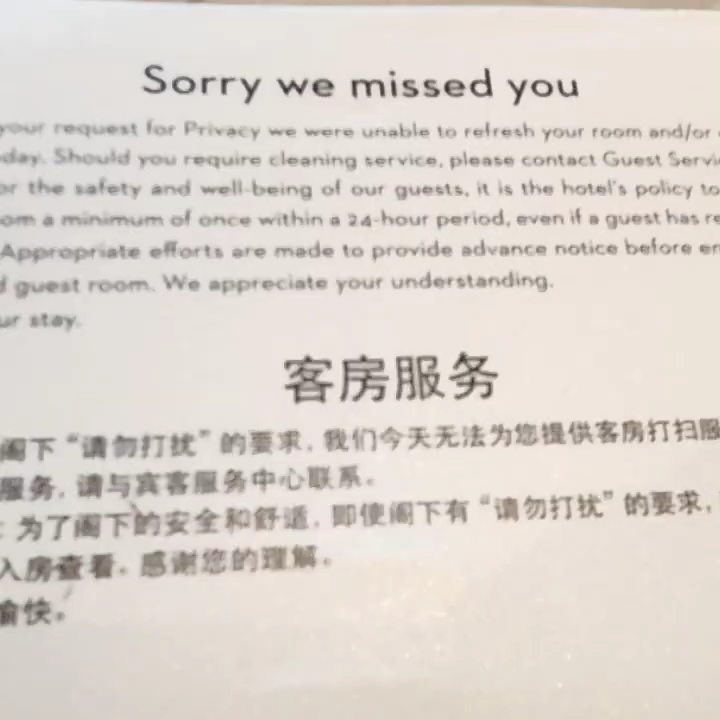 Sorry we missed you
your request for Privacy we were unable to refresh your room and/or
day. Should you require cleaning service, please contact Guest Servi
or the safety and well-being of our guests, it is the hotel's policy to
om a minimum of once within a 24-hour period, even if a guest has re
Appropriate efforts are made to provide advance notice before en
d guest room. We appreciate your understanding.
ur stay.
客房服务
阁下“请勿打扰”的要求，我们今天无法为您提供客房打扫服
服务，请与宾客服务中心联系。
：为了阁下的安全和舒适，即使阁下有“请勿打扰”的要求，
入房查看。感谢您的理解。
愉快。